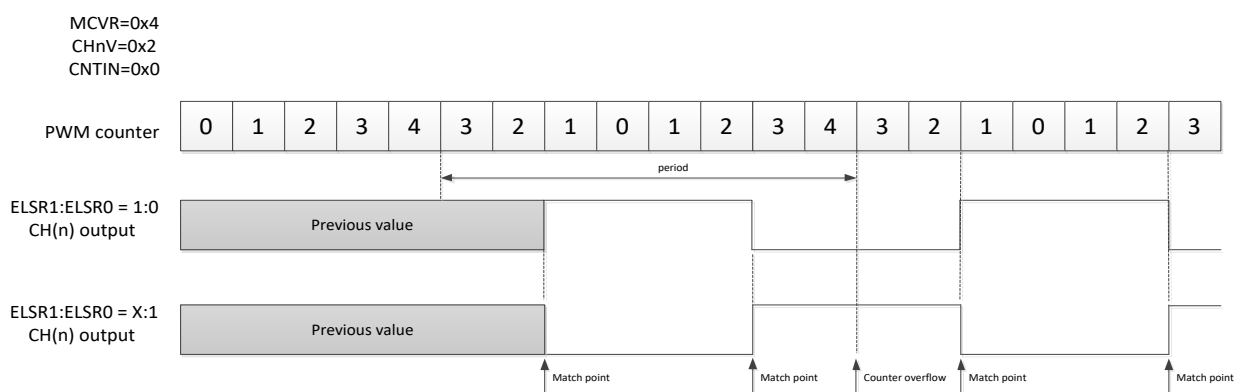 MCVR=0x4
CHnV=0x2
CNTIN=0x0
PWM counter 0 1 2 3 4 3 2 1 0 1 2 3 4 3 2 1 0 1 2 3
period
ELSR1:ELSR0 = 1:0
CH(n) output
Previous value
ELSR1:ELSR0 = X:1
CH(n) output
Previous value
Match point Match point Counter overflow Match point Match point